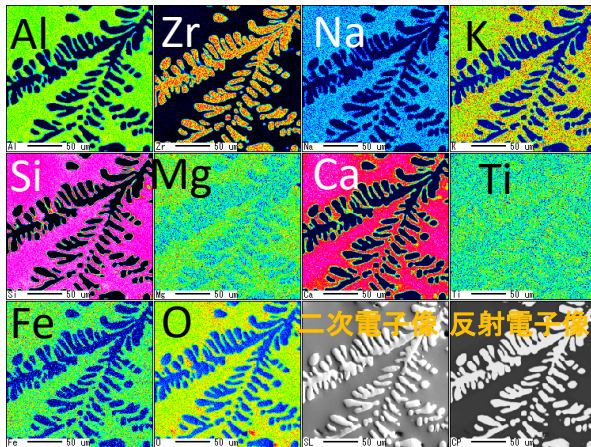 Al Zr Na K
Al 50 um Zr 50 um Na 50 um K 50 um
Si Mg Ca Ti
Si 50 um Mg 50 um Ca 50 um Ti 50 um
Fe O 二次電子像 反射電子像
Fe 50 um O 50 um SL 50 um CP 50 um